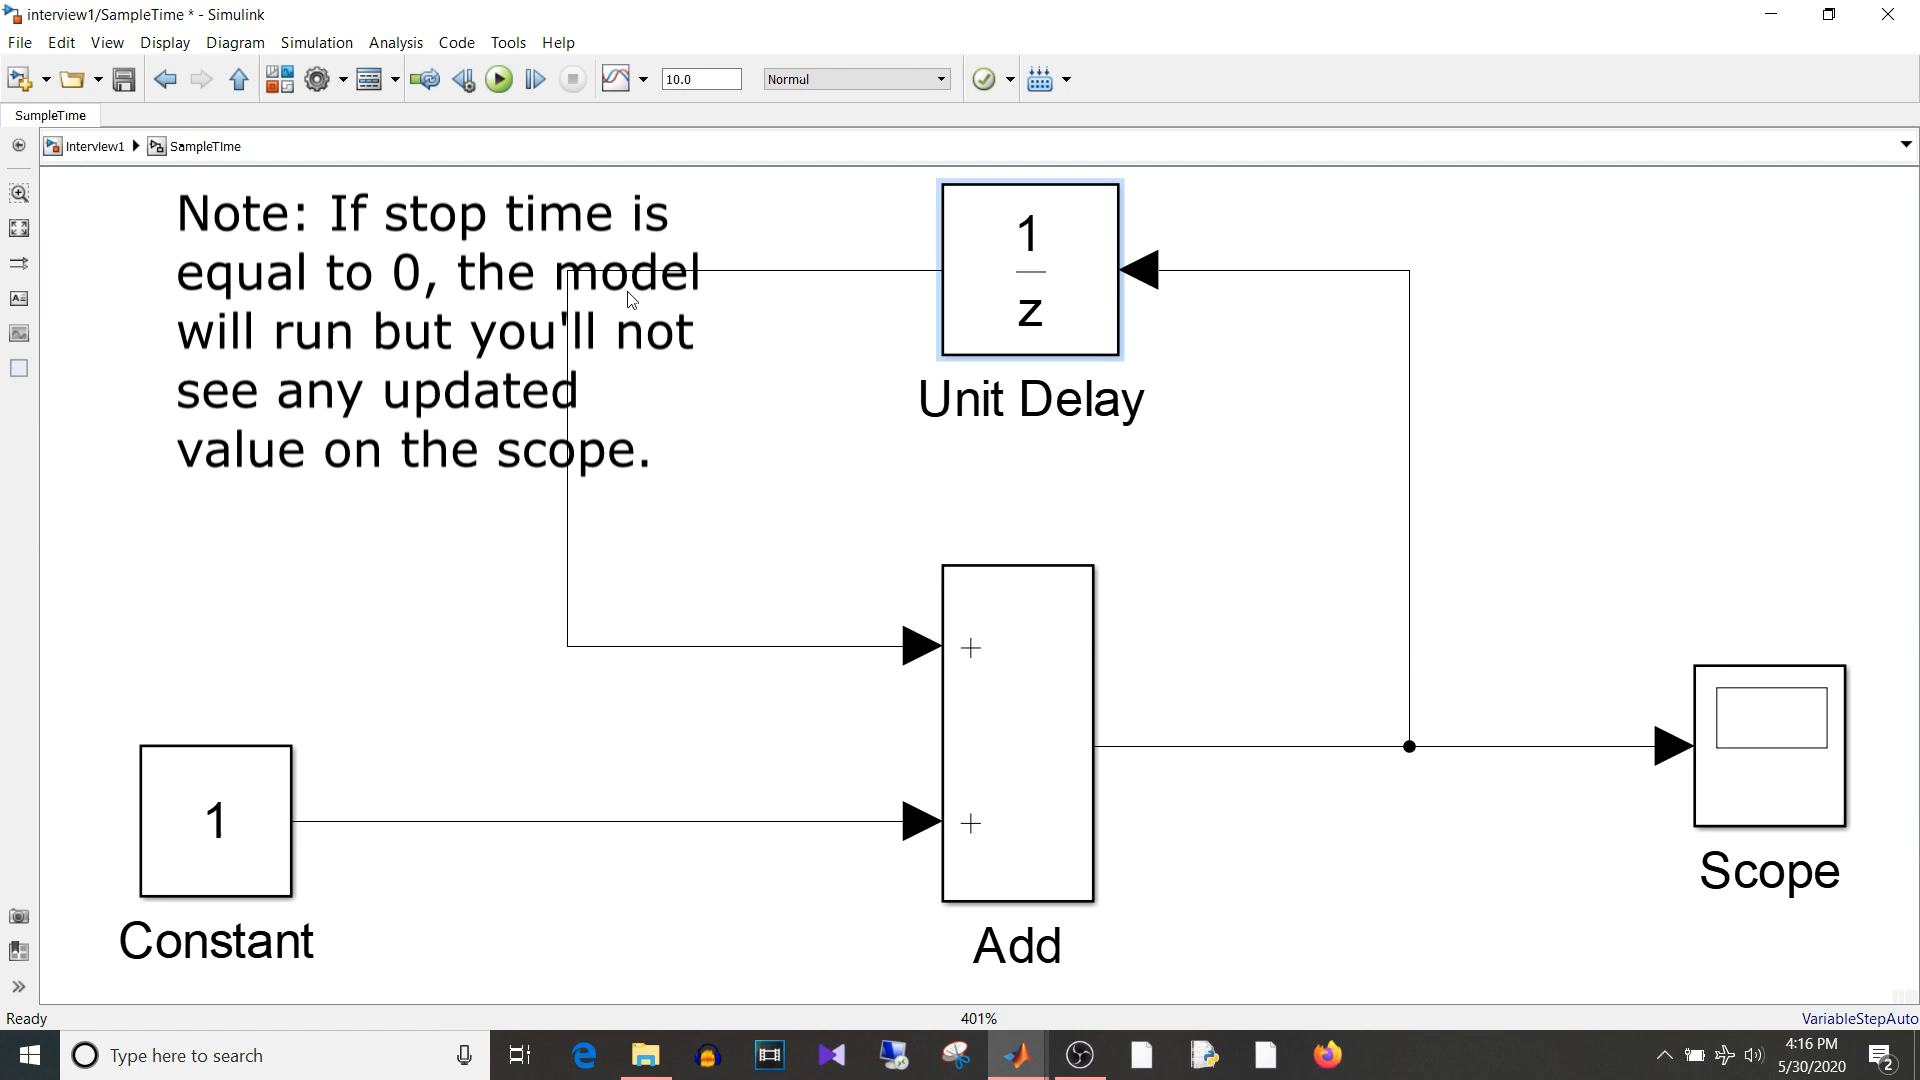 interview1/SampleTime * - Simulink
File Edit View Display Diagram Simulation Analysis Code Tools Help
10.0
Normal
SampleTime
interview1
SampleTime
Note: If stop time is
equal to 0, the model
will run but you'll not
see any updated
value on the scope.
1
z
Unit Delay
+
+
1
Constant
Add
Scope
Ready
401%
VariableStepAuto
Type here to search
4:16 PM
5/30/2020
2